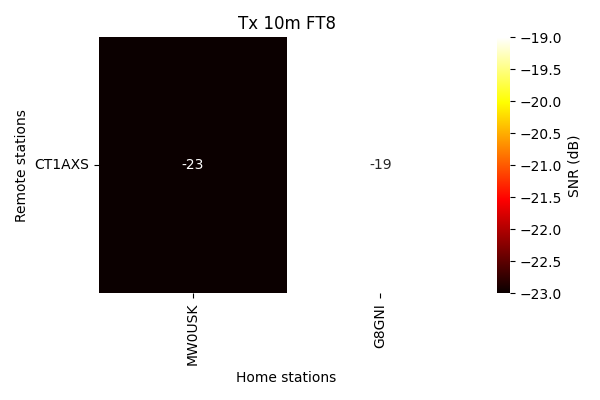 Tx 10m FT8
Remote stations
CT1AXS
-23
-19
MW0USK
G8GNI
Home stations
−19.0
−19.5
−20.0
−20.5
−21.0
−21.5
−22.0
−22.5
−23.0
SNR (dB)